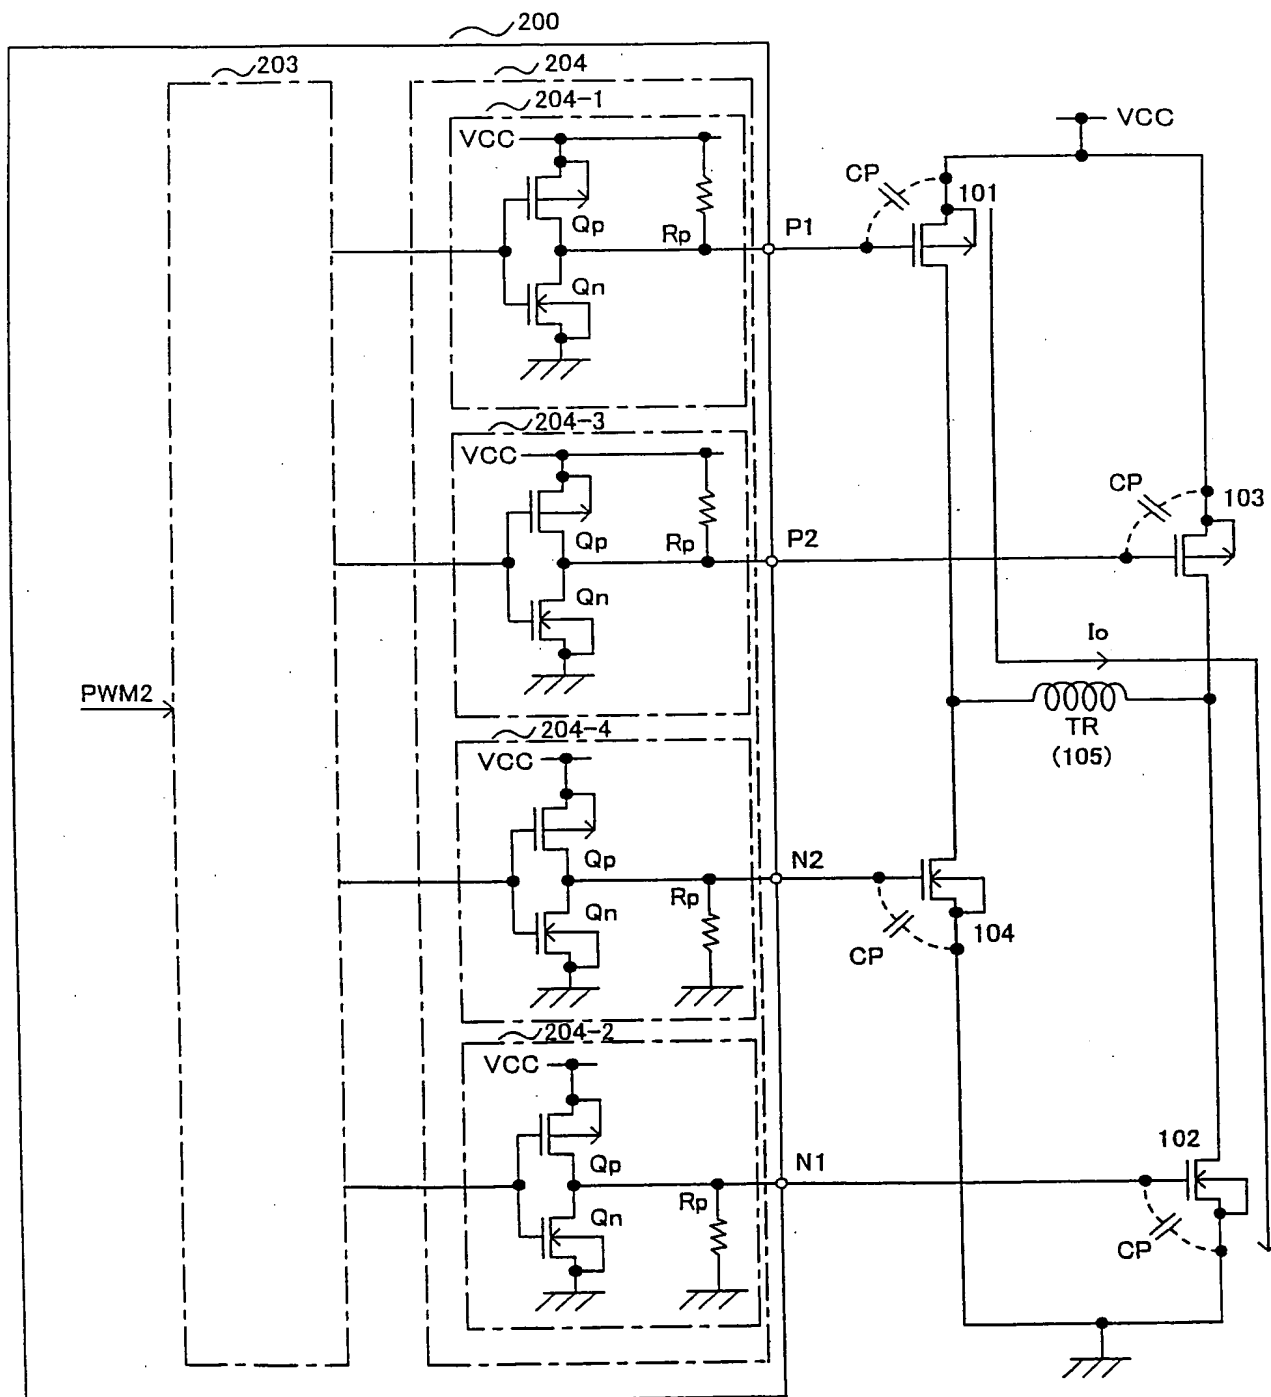 200
203
204
204-1
VCC
Qp
Rp
Qn
P1
CP
101
VCC
204-3
VCC
Qp
Rp
Qn
P2
CP
103
Io
PWM2
TR
(105)
204-4
VCC
Qp
Rp
Qn
N2
CP
104
204-2
VCC
Qp
Rp
Qn
N1
102
CP